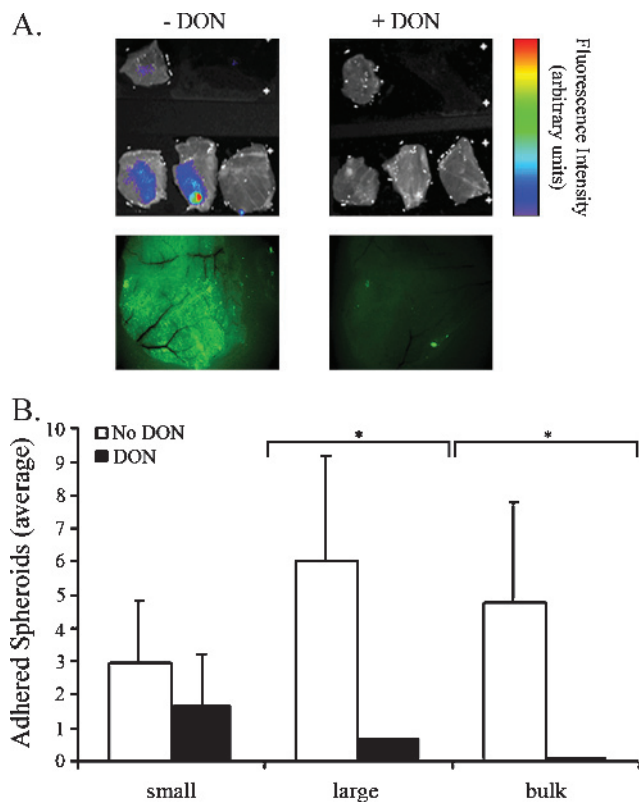 A.
- DON
+ DON
Fluorescence Intensity
(arbitrary units)
B.
Adhered Spheroids (average)
10
9
8
7
6
5
4
3
2
1
0
No DON
DON
*
*
small
large
bulk